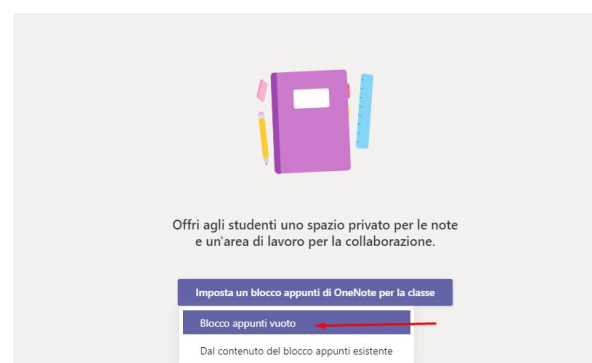 Offri agli studenti uno spazio privato per le note
e un'area di lavoro per la collaborazione.
Imposta un blocco appunti di OneNote per la classe
Blocco appunti vuoto
Dal contenuto del blocco appunti esistente